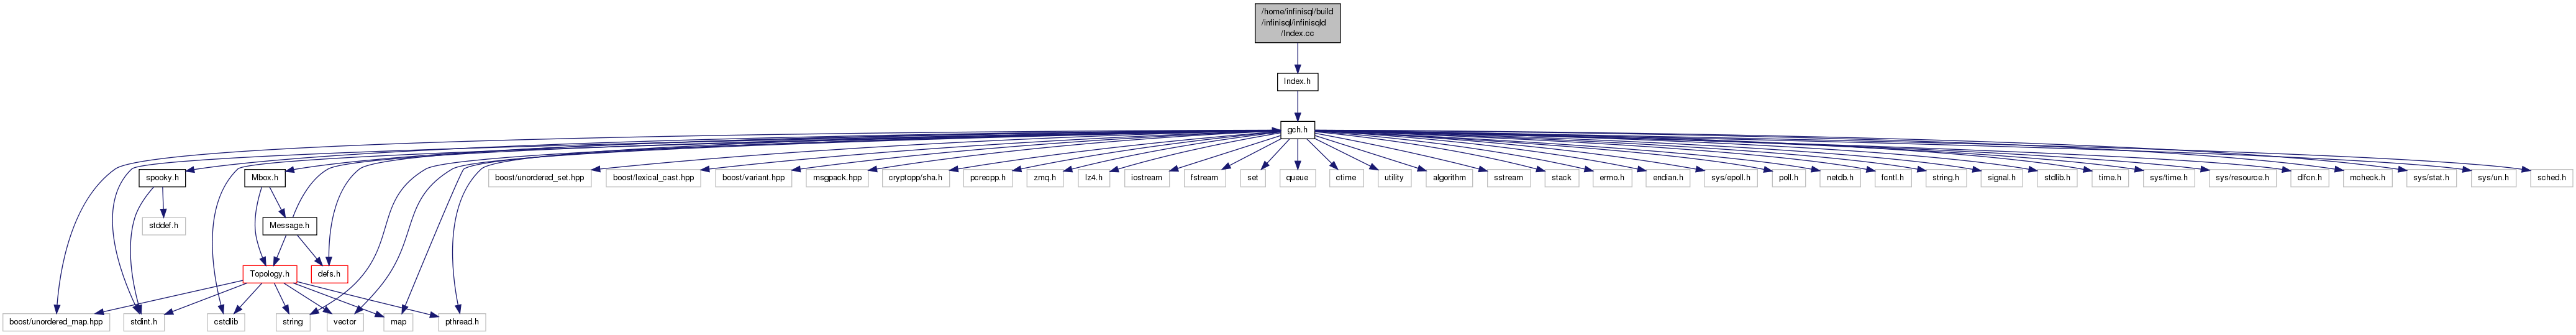 /home/infinisql/build
/infinisql/infinisqld
/Index.cc
Index.h
gch.h
spooky.h
Mbox.h
boost/unordered_set.hpp
boost/lexical_cast.hpp
boost/variant.hpp
msgpack.hpp
cryptopp/sha.h
pcrecpp.h
zmq.h
lz4.h
iostream
fstream
set
queue
ctime
utility
algorithm
sstream
stack
errno.h
endian.h
sys/epoll.h
poll.h
netdb.h
fcntl.h
string.h
signal.h
stdlib.h
time.h
sys/time.h
sys/resource.h
dlfcn.h
mcheck.h
sys/stat.h
sys/un.h
sched.h
stddef.h
Message.h
Topology.h
defs.h
boost/unordered_map.hpp
stdint.h
cstdlib
string
vector
map
pthread.h